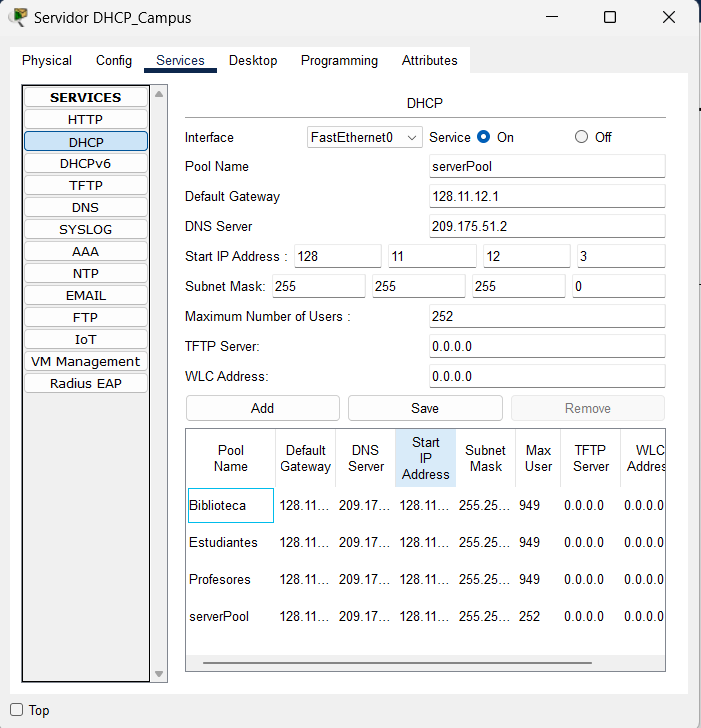 Servidor DHCP_Campus
Physical Config Services Desktop Programming Attributes
SERVICES
HTTP
DHCP
DHCPv6
TFTP
DNS
SYSLOG
AAA
NTP
EMAIL
FTP
IoT
VM Management
Radius EAP
DHCP
Interface FastEthernet0 Service On Off
Pool Name serverPool
Default Gateway 128.11.12.1
DNS Server 209.175.51.2
Start IP Address : 128 11 12 3
Subnet Mask: 255 255 255 0
Maximum Number of Users : 252
TFTP Server: 0.0.0.0
WLC Address: 0.0.0.0
Add Save Remove
Pool Name Default Gateway DNS Server Start IP Address Subnet Mask Max User TFTP Server WLC Addres
Biblioteca 128.11... 209.17... 128.11... 255.25... 949 0.0.0.0 0.0.0.0
Estudiantes 128.11... 209.17... 128.11... 255.25... 949 0.0.0.0 0.0.0.0
Profesores 128.11... 209.17... 128.11... 255.25... 949 0.0.0.0 0.0.0.0
serverPool 128.11... 209.17... 128.11... 255.25... 252 0.0.0.0 0.0.0.0
Top